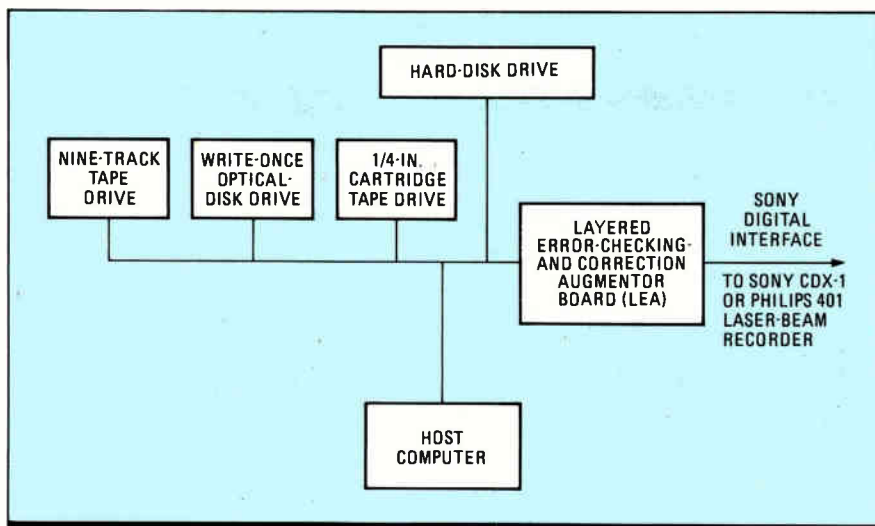 HARD-DISK DRIVE
NINE-TRACK
TAPE
DRIVE
WRITE-ONCE
OPTICAL-
DISK DRIVE
1/4-IN.
CARTRIDGE
TAPE DRIVE
LAYERED
ERROR-CHECKING-
AND CORRECTION
AUGMENTOR
BOARD (LEA)
SONY
DIGITAL
INTERFACE
TO SONY CDX-1
OR PHILIPS 401
LASER-BEAM
RECORDER
HOST
COMPUTER